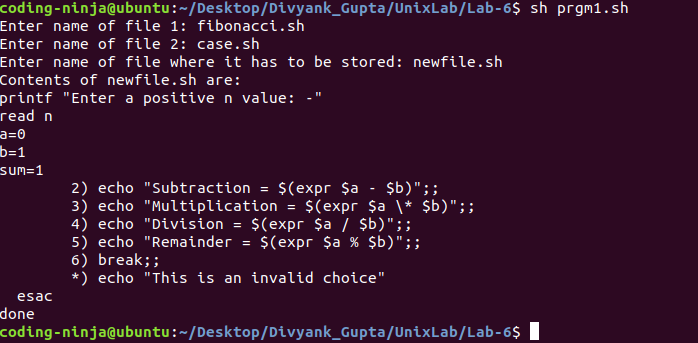 coding-ninja@ubuntu:~/Desktop/Divyank_Gupta/UnixLab/Lab-6$ sh prgm1.sh
Enter name of file 1: fibonacci.sh
Enter name of file 2: case.sh
Enter name of file where it has to be stored: newfile.sh
Contents of newfile.sh are:
printf "Enter a positive n value: -"
read n
a=0
b=1
sum=1
        2) echo "Subtraction = $(expr $a - $b)";;
        3) echo "Multiplication = $(expr $a \* $b)";;
        4) echo "Division = $(expr $a / $b)";;
        5) echo "Remainder = $(expr $a % $b)";;
        6) break;;
        *) echo "This is an invalid choice"
  esac
done
coding-ninja@ubuntu:~/Desktop/Divyank_Gupta/UnixLab/Lab-6$